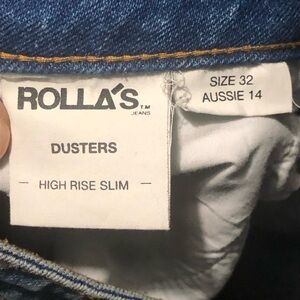 ROLLA'S TM
JEANS
DUSTERS
— HIGH RISE SLIM —
SIZE 32
AUSSIE 14